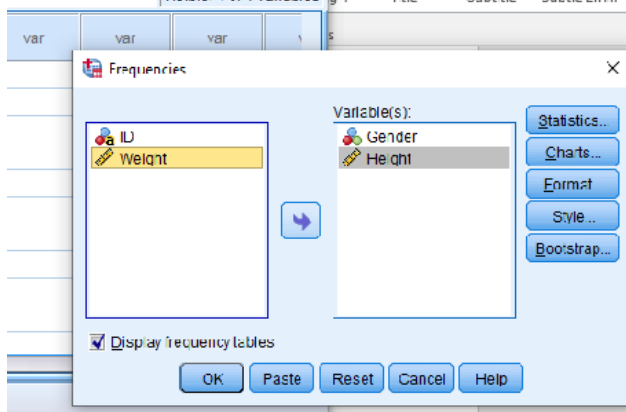 var
var
var
var
Frequencies
Variable(s):
ID
Weight
Gender
Height
Statistics...
Charts...
Format
Style ..
Bootstrap...
Display frequency tables
OK
Paste
Reset
Cancel
Help